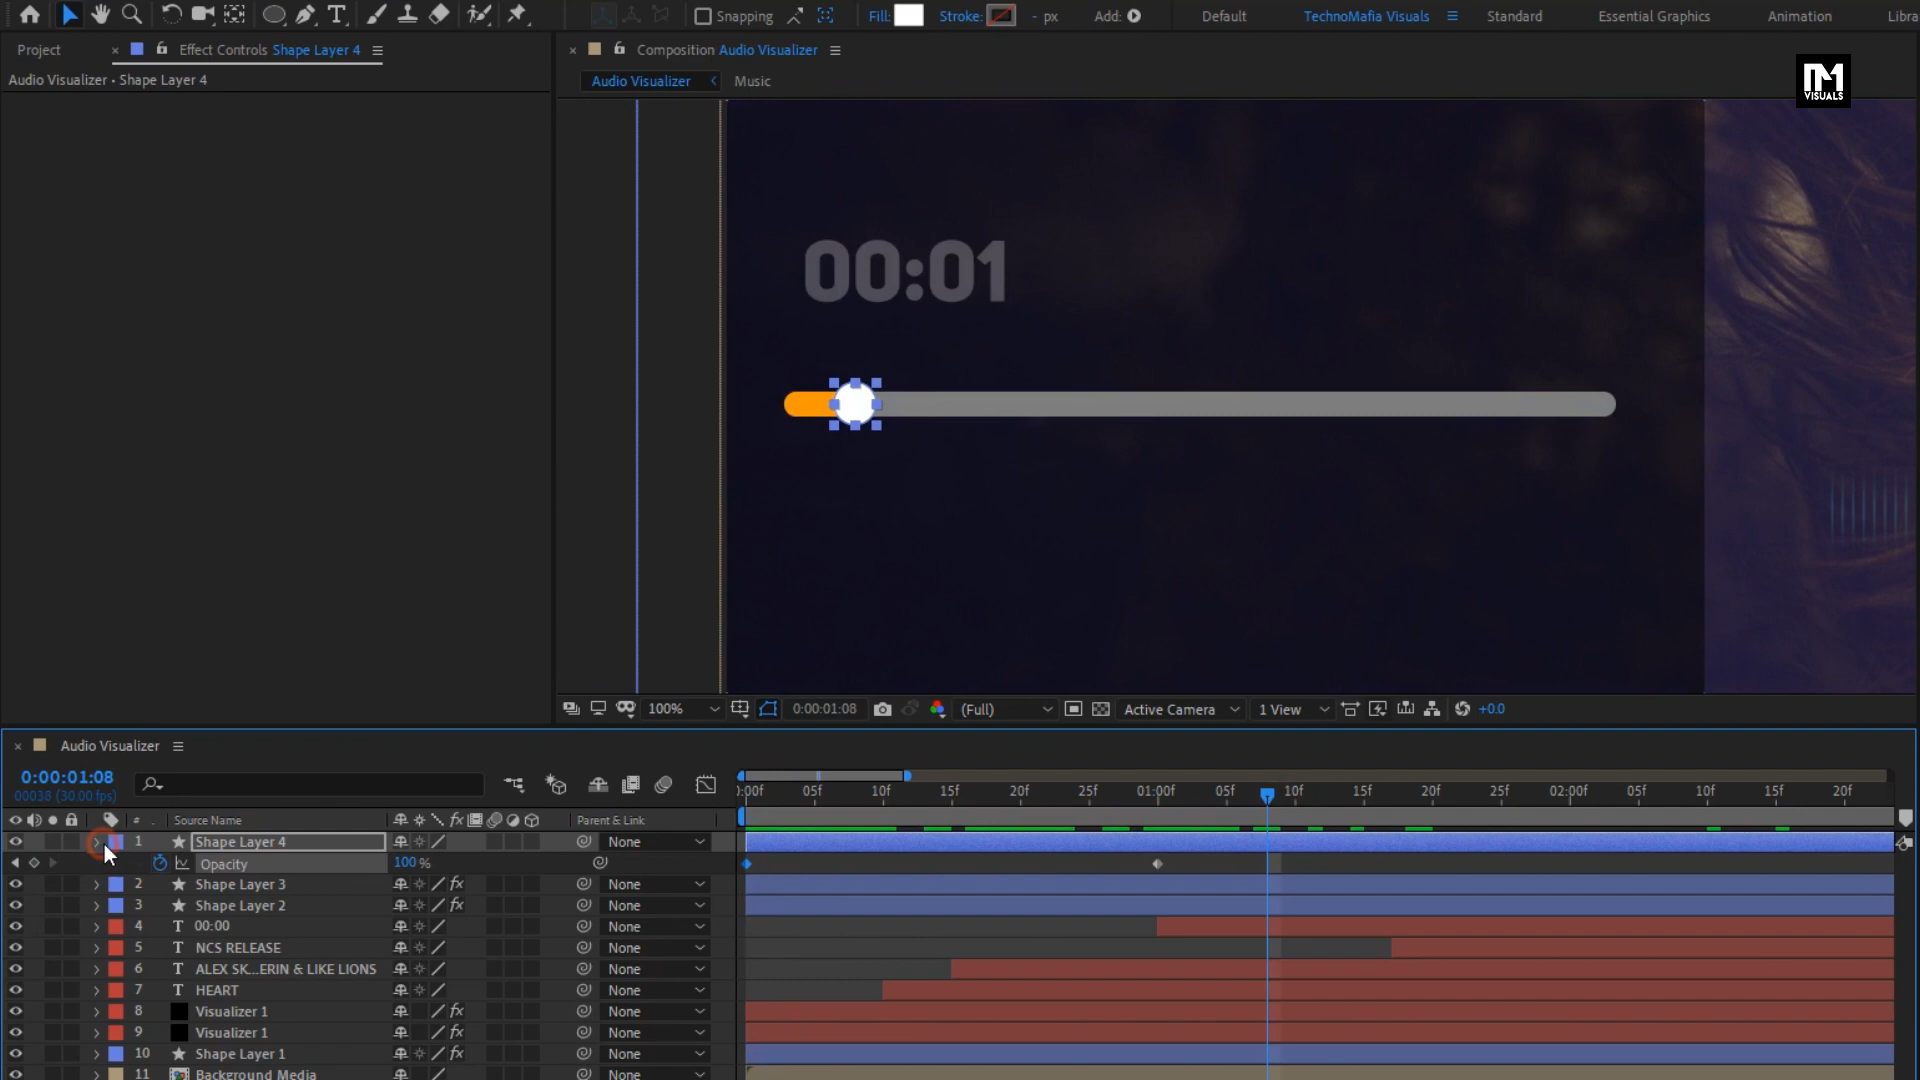 Snapping
Fill:
Stroke:
- px
Add:
Default
TechnoMafia Visuals
Standard
Essential Graphics
Animation
Libra
Project
Effect Controls Shape Layer 4
Composition Audio Visualizer
Audio Visualizer • Shape Layer 4
Audio Visualizer
Music
VISUALS
00:01
100%
0:00:01:08
(Full)
Active Camera
1 View
+0.0
Audio Visualizer
0:00:01:08
00038 (30.00 fps)
:00f 05f 10f 15f 20f 25f 01:00f 05f 10f 15f 20f 25f 02:00f 05f 10f 15f 20f
# Source Name Parent & Link
1 Shape Layer 4 None
Opacity 100 %
2 Shape Layer 3 fx None
3 Shape Layer 2 fx None
4 T 00:00 None
5 T NCS RELEASE None
6 T ALEX SK...ERIN & LIKE LIONS None
7 T HEART None
8 Visualizer 1 fx None
9 Visualizer 1 fx None
10 Shape Layer 1 fx None
11 Background Media None